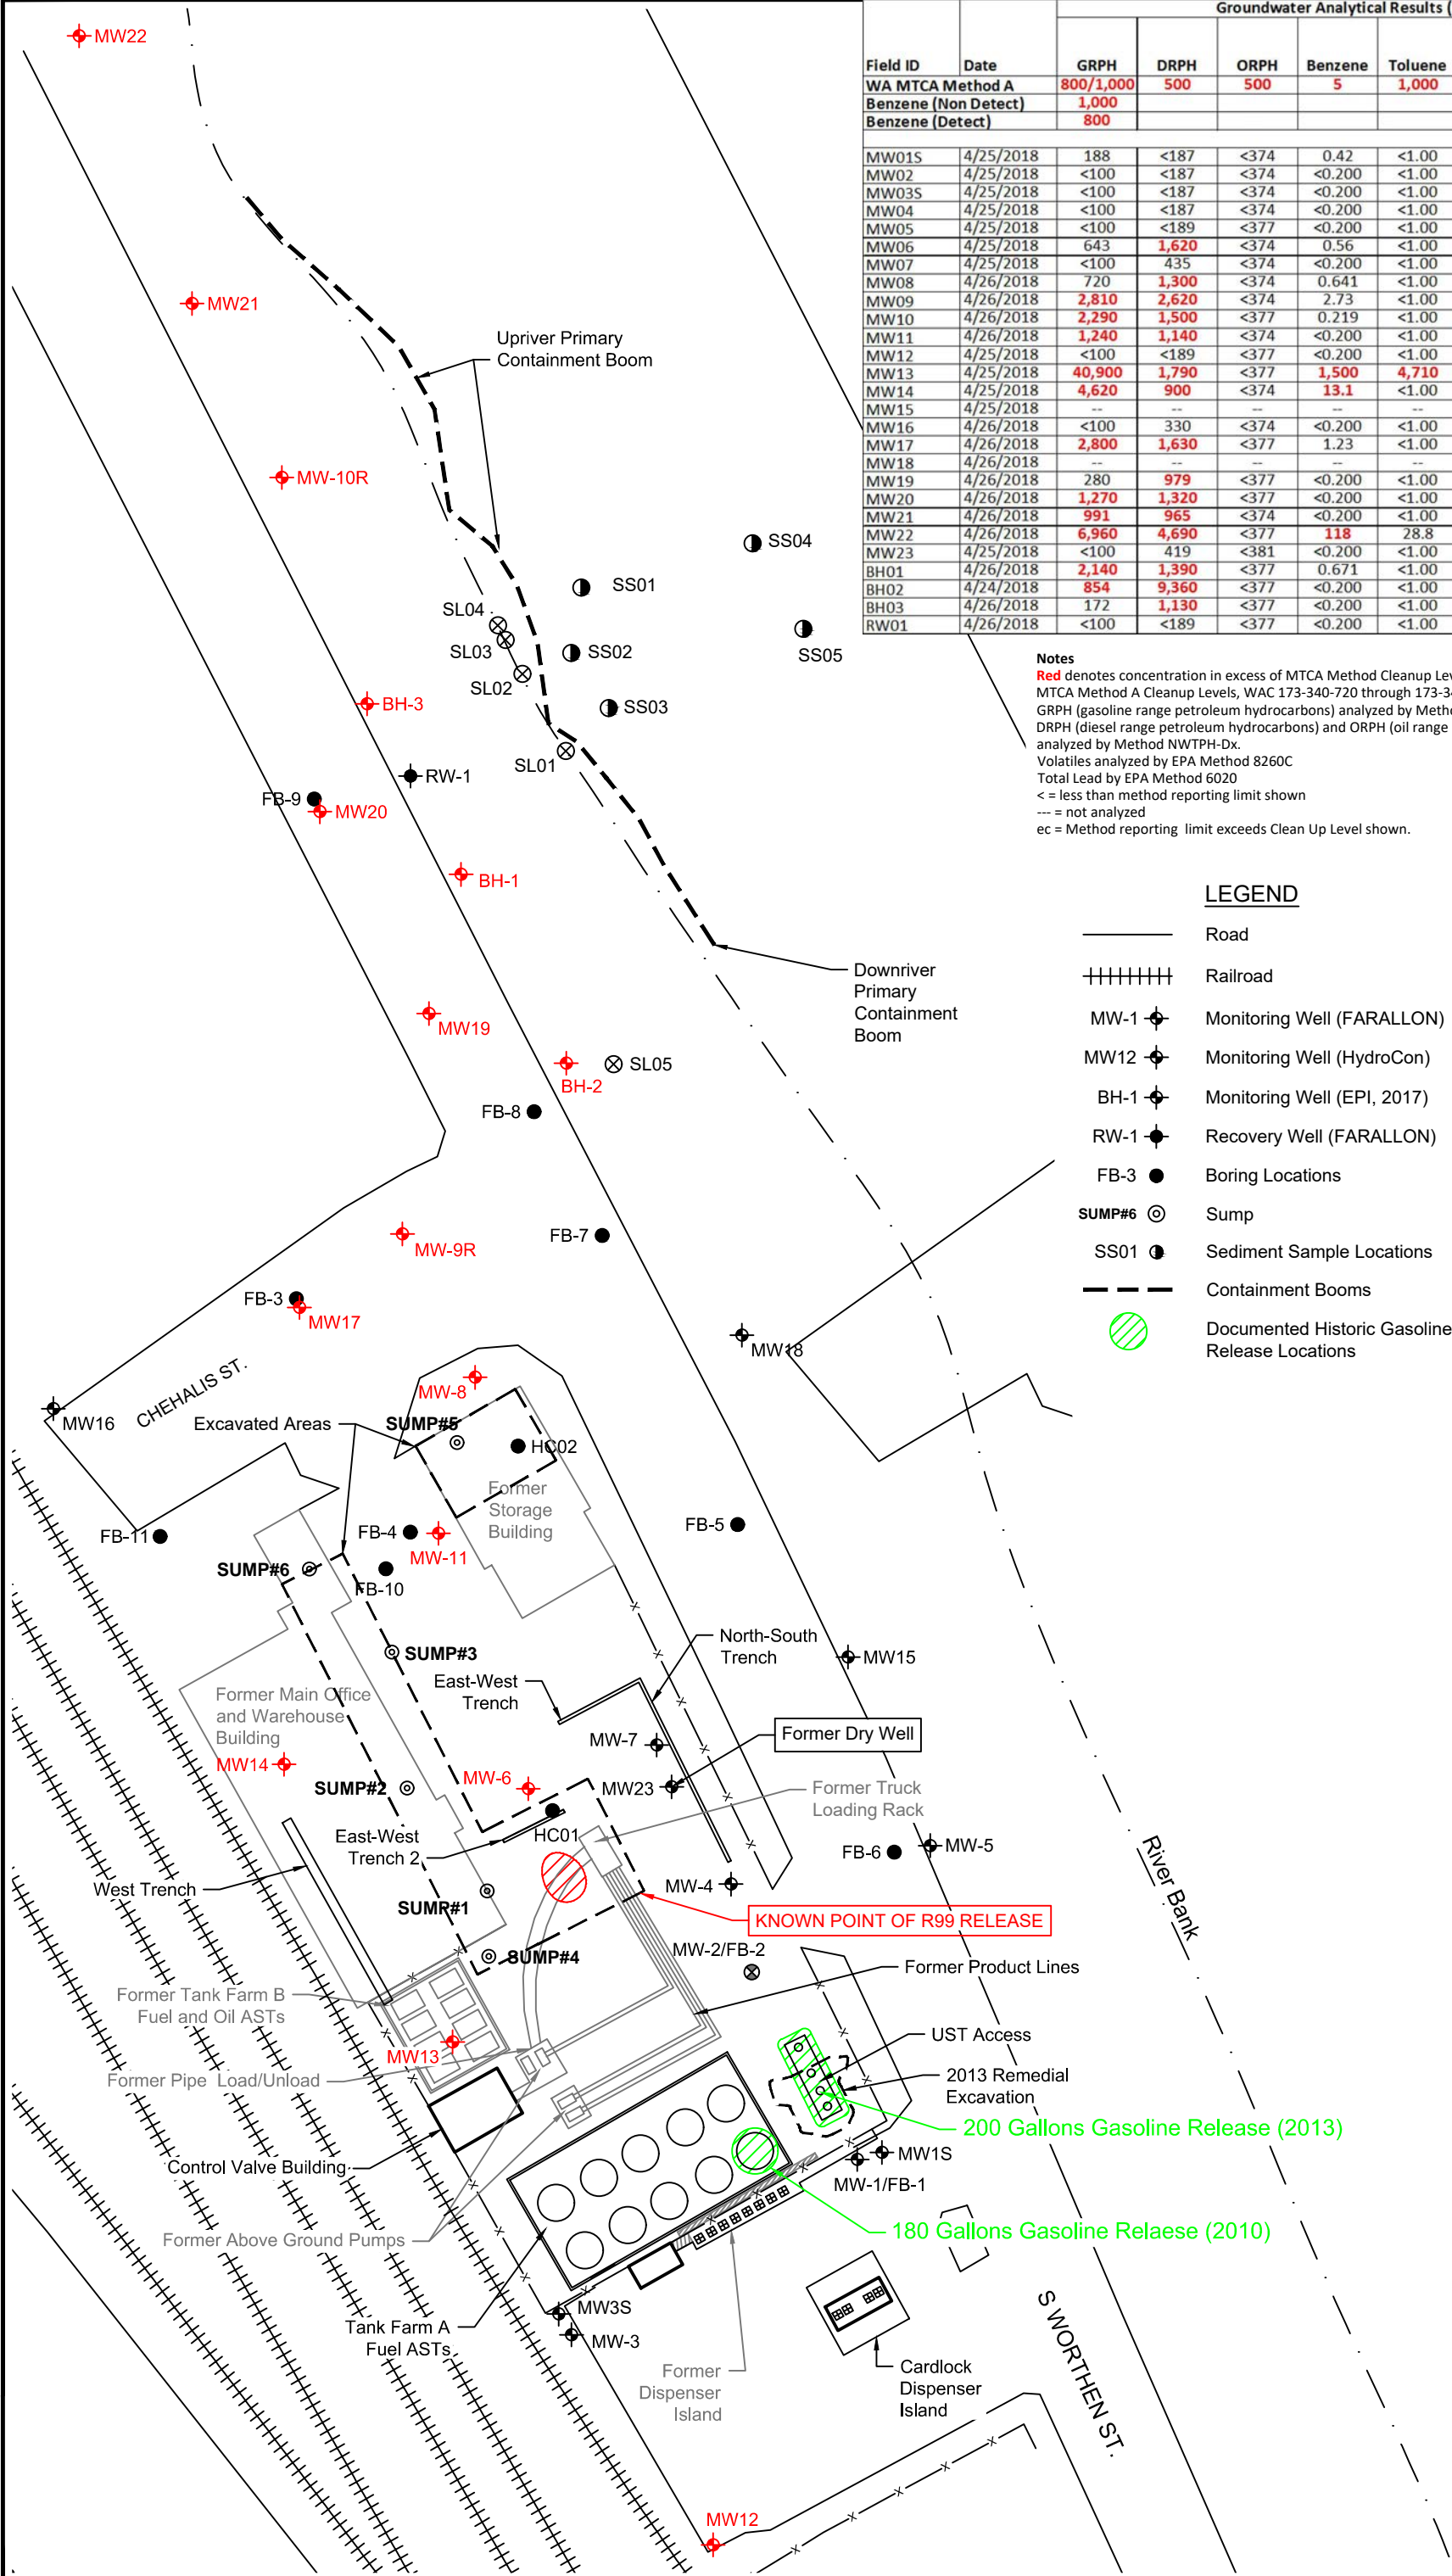 Groundwater Analytical Results (
Field ID Date GRPH DRPH ORPH Benzene Toluene
WA MTCA Method A 800/1,000 500 500 5 1,000
Benzene (Non Detect) 1,000
Benzene (Detect) 800
MW01S 4/25/2018 188 <187 <374 0.42 <1.00
MW02 4/25/2018 <100 <187 <374 <0.200 <1.00
MW03S 4/25/2018 <100 <187 <374 <0.200 <1.00
MW04 4/25/2018 <100 <187 <374 <0.200 <1.00
MW05 4/25/2018 <100 <189 <377 <0.200 <1.00
MW06 4/25/2018 643 1,620 <374 0.56 <1.00
MW07 4/25/2018 <100 435 <374 <0.200 <1.00
MW08 4/26/2018 720 1,300 <374 0.641 <1.00
MW09 4/26/2018 2,810 2,620 <374 2.73 <1.00
MW10 4/26/2018 2,290 1,500 <377 0.219 <1.00
MW11 4/26/2018 1,240 1,140 <374 <0.200 <1.00
MW12 4/25/2018 <100 <189 <377 <0.200 <1.00
MW13 4/25/2018 40,900 1,790 <377 1,500 4,710
MW14 4/25/2018 4,620 900 <374 13.1 <1.00
MW15 4/25/2018 -- -- -- -- --
MW16 4/26/2018 <100 330 <374 <0.200 <1.00
MW17 4/26/2018 2,800 1,630 <377 1.23 <1.00
MW18 4/26/2018 -- -- -- -- --
MW19 4/26/2018 280 979 <377 <0.200 <1.00
MW20 4/26/2018 1,270 1,320 <377 <0.200 <1.00
MW21 4/26/2018 991 965 <374 <0.200 <1.00
MW22 4/26/2018 6,960 4,690 <377 118 28.8
MW23 4/25/2018 <100 419 <381 <0.200 <1.00
BH01 4/26/2018 2,140 1,390 <377 0.671 <1.00
BH02 4/24/2018 854 9,360 <377 <0.200 <1.00
BH03 4/26/2018 172 1,130 <377 <0.200 <1.00
RW01 4/26/2018 <100 <189 <377 <0.200 <1.00
Notes
Red denotes concentration in excess of MTCA Method Cleanup Lev
MTCA Method A Cleanup Levels, WAC 173-340-720 through 173-34
GRPH (gasoline range petroleum hydrocarbons) analyzed by Metho
DRPH (diesel range petroleum hydrocarbons) and ORPH (oil range
analyzed by Method NWTPH-Dx.
Volatiles analyzed by EPA Method 8260C
Total Lead by EPA Method 6020
< = less than method reporting limit shown
--- = not analyzed
ec = Method reporting limit exceeds Clean Up Level shown.
LEGEND
Road
Railroad
MW-1 Monitoring Well (FARALLON)
MW12 Monitoring Well (HydroCon)
BH-1 Monitoring Well (EPI, 2017)
RW-1 Recovery Well (FARALLON)
FB-3 Boring Locations
SUMP#6 Sump
SS01 Sediment Sample Locations
Containment Booms
Documented Historic Gasoline
Release Locations
MW22
MW21
Upriver Primary
Containment Boom
MW-10R
SS04
SS01
SL04
SL03
SS02
SS05
SL02
SS03
BH-3
SL01
RW-1
FB-9
MW20
BH-1
Downriver
Primary
Containment
Boom
MW19
BH-2
SL05
FB-8
FB-7
MW-9R
FB-3
MW17
MW18
MW-8
MW16
CHEHALIS ST.
Excavated Areas
SUMP#5
HC02
Former
Storage
Building
FB-11
FB-4
MW-11
FB-5
SUMP#6
FB-10
North-South
Trench
SUMP#3
MW15
East-West
Trench
Former Main Office
and Warehouse
Building
MW-7
Former Dry Well
MW14
SUMP#2
MW-6
MW23
Former Truck
Loading Rack
HC01
East-West
Trench 2
FB-6
MW-5
River Bank
West Trench
MW-4
SUMP#1
KNOWN POINT OF R99 RELEASE
SUMP#4
MW-2/FB-2
Former Product Lines
Former Tank Farm B
Fuel and Oil ASTs
UST Access
MW13
Former Pipe Load/Unload
2013 Remedial
Excavation
200 Gallons Gasoline Release (2013)
MW1S
Control Valve Building
MW-1/FB-1
180 Gallons Gasoline Relaese (2010)
Former Above Ground Pumps
MW3S
Tank Farm A
Fuel ASTs
MW-3
Former
Dispenser
Island
Cardlock
Dispenser
Island
S WORTHEN ST.
MW12